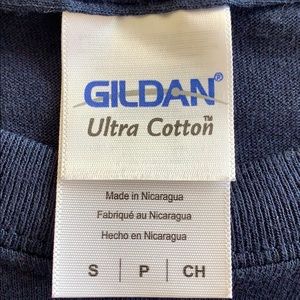 GILDAN®
Ultra Cotton™
Made in Nicaragua
Fabriqué au Nicaragua
Hecho en Nicaragua
S | P | CH